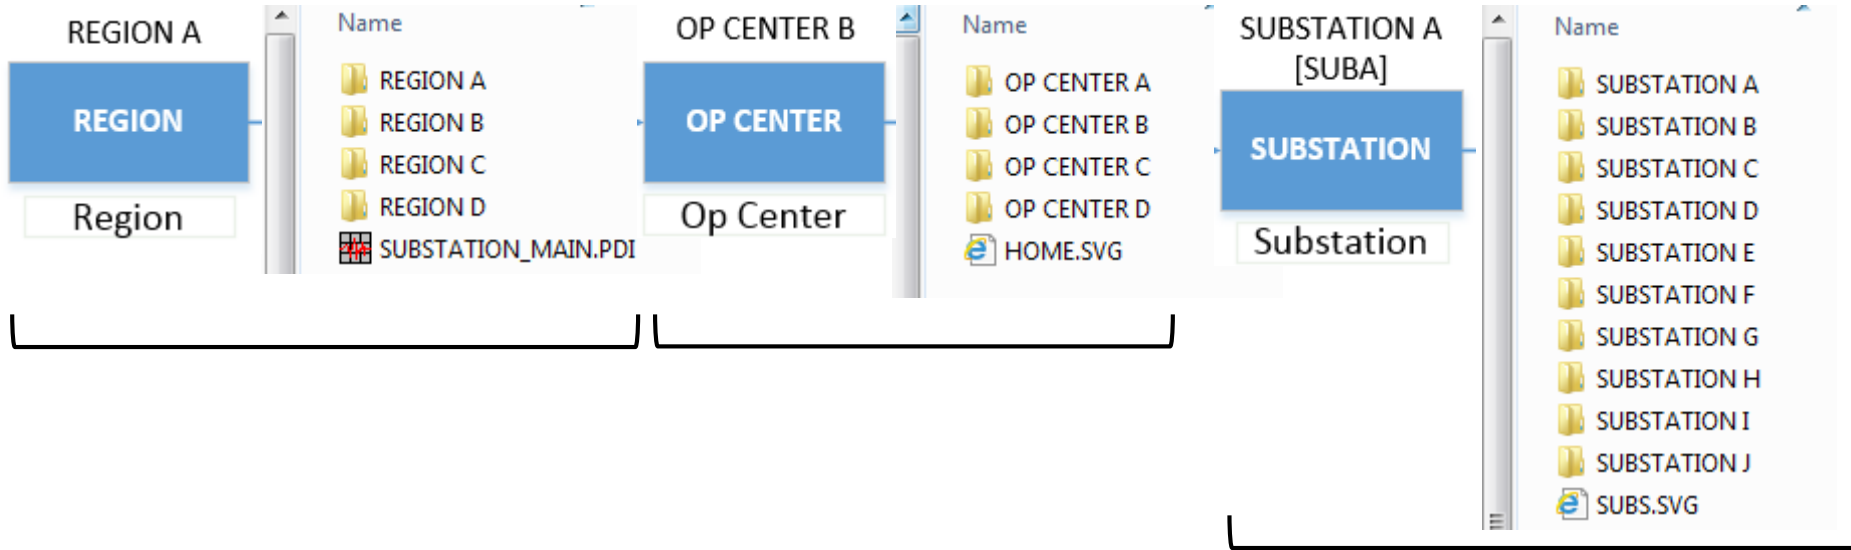 REGION A
REGION
Region
Name
REGION A
REGION B
REGION C
REGION D
SUBSTATION_MAIN.PDI
OP CENTER B
OP CENTER
Op Center
Name
OP CENTER A
OP CENTER B
OP CENTER C
OP CENTER D
HOME.SVG
SUBSTATION A
[SUBA]
SUBSTATION
Substation
Name
SUBSTATION A
SUBSTATION B
SUBSTATION C
SUBSTATION D
SUBSTATION E
SUBSTATION F
SUBSTATION G
SUBSTATION H
SUBSTATION I
SUBSTATION J
SUBS.SVG